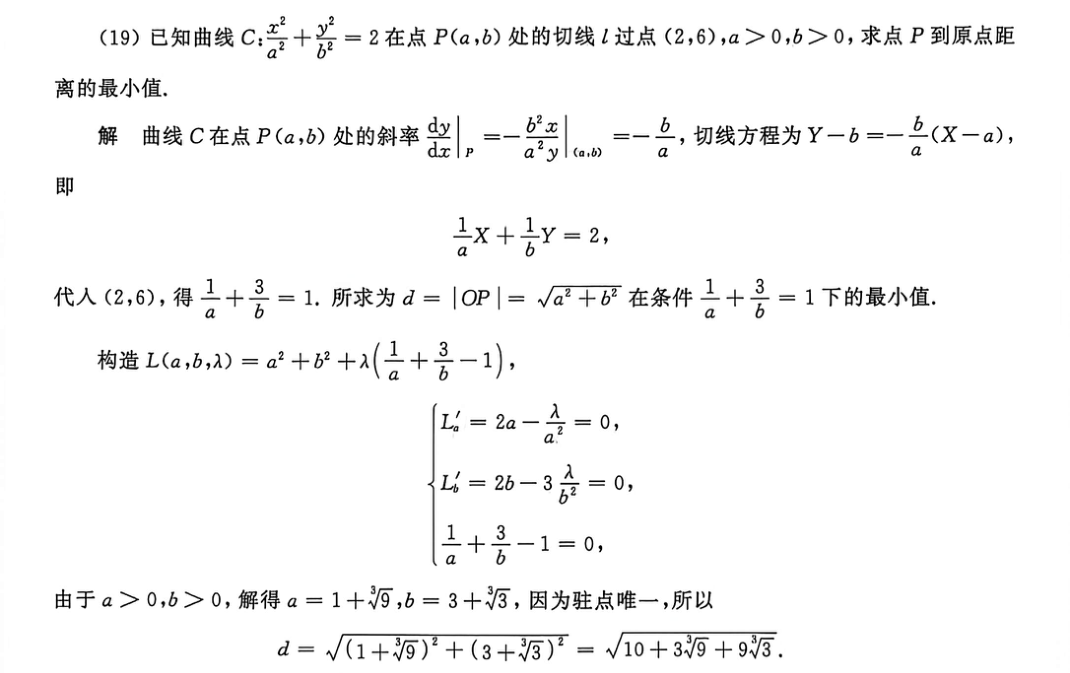 (19) 已知曲线 C: x²/a² + y²/b² = 2 在点 P(a,b) 处的切线 l 过点 (2,6), a > 0, b > 0, 求点 P 到原点距
离的最小值.
解 曲线 C 在点 P(a,b) 处的斜率 dy/dx|_P = −b²x/a²y|_(a,b) = −b/a, 切线方程为 Y − b = −b/a(X − a),
即
1/a X + 1/b Y = 2,
代入 (2,6), 得 1/a + 3/b = 1. 所求为 d = |OP| = √(a² + b²) 在条件 1/a + 3/b = 1 下的最小值.
构造 L(a,b,λ) = a² + b² + λ(1/a + 3/b − 1),
{ L′_a = 2a − λ/a² = 0,
L′_b = 2b − 3 λ/b² = 0,
1/a + 3/b − 1 = 0,
由于 a > 0, b > 0, 解得 a = 1 + ∛9, b = 3 + ∛3, 因为驻点唯一, 所以
d = √((1 + ∛9)² + (3 + ∛3)²) = √(10 + 3∛9 + 9∛3).